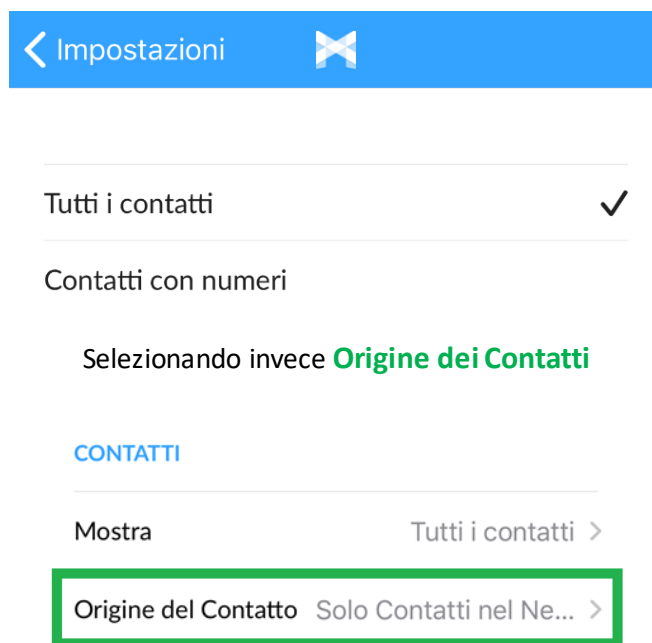 Impostazioni
Tutti i contatti
Contatti con numeri
Selezionando invece Origine dei Contatti
CONTATTI
Mostra Tutti i contatti
Origine del Contatto Solo Contatti nel Ne...